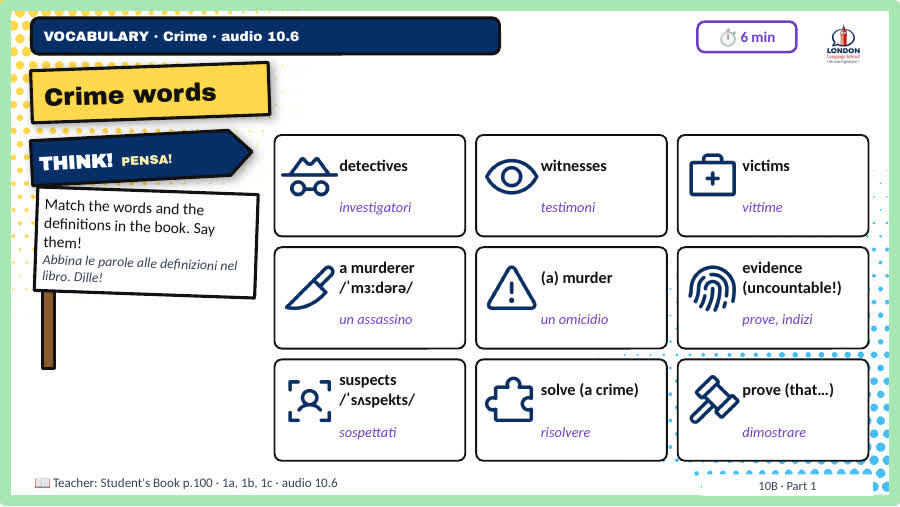 VOCABULARY · Crime · audio 10.6
⏱️ 6 min
LONDON
Language School
Crime words
THINK! PENSA!
Match the words and the
definitions in the book. Say
them!
Abbina le parole alle definizioni nel
libro. Dille!
detectives
investigatori
witnesses
testimoni
victims
vittime
a murderer
/ˈmɜːdərə/
un assassino
(a) murder
un omicidio
evidence
(uncountable!)
prove, indizi
suspects
/ˈsʌspekts/
sospettati
solve (a crime)
risolvere
prove (that...)
dimostrare
📖 Teacher: Student's Book p.100 · 1a, 1b, 1c · audio 10.6
10B · Part 1